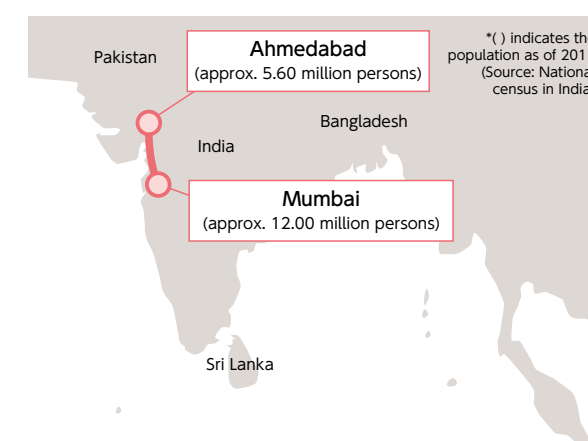 Pakistan
Ahmedabad
(approx. 5.60 million persons)
*( ) indicates
population as of
(Source:
census in
Bangladesh
India
Mumbai
(approx. 12.00 million persons)
Sri Lanka